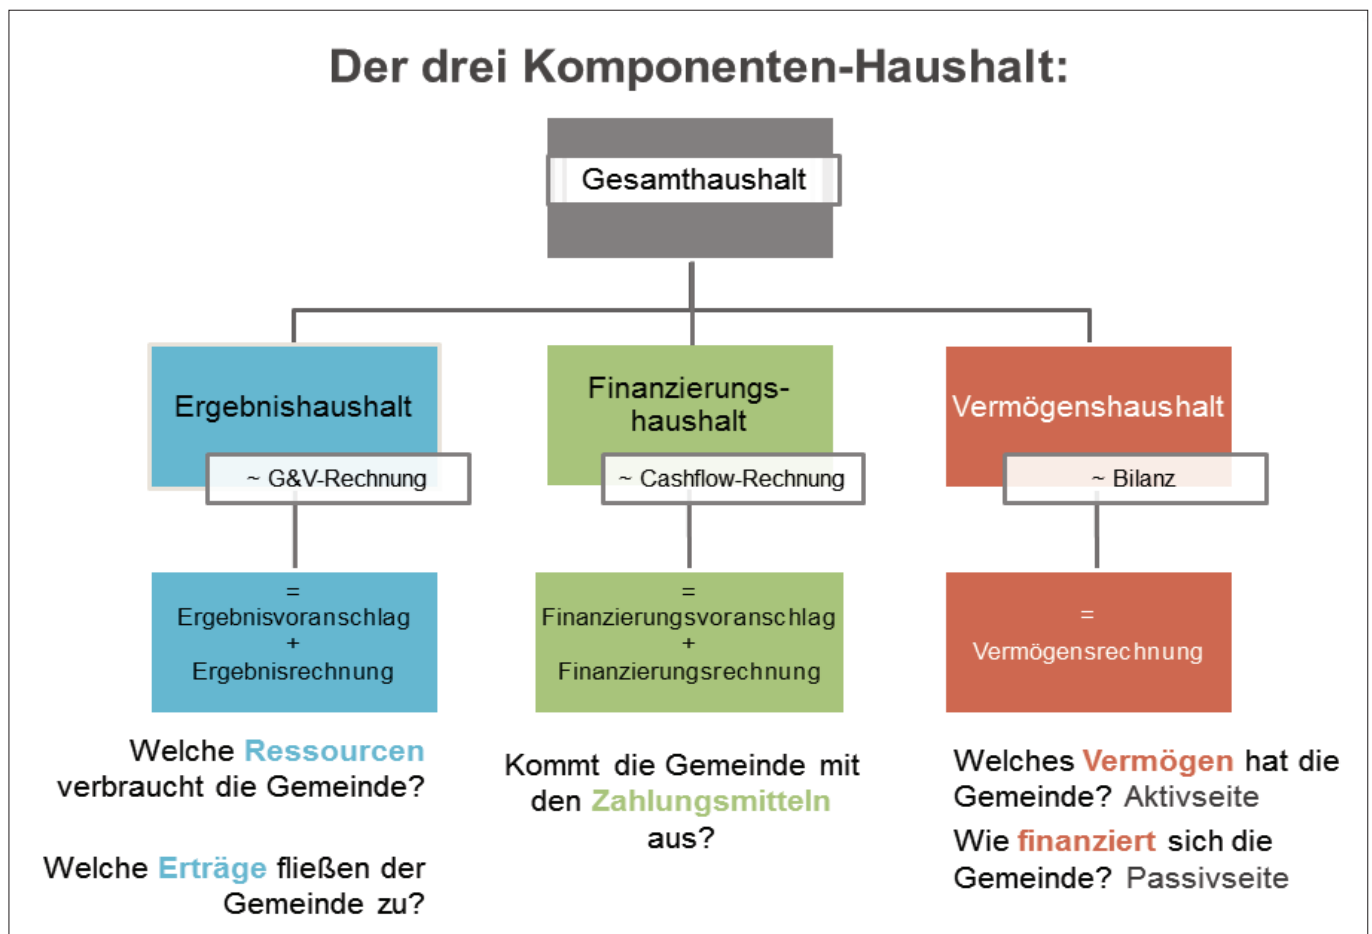 Der drei Komponenten-Haushalt:
Gesamthaushalt
Ergebnishaushalt
~ G&V-Rechnung
=
Ergebnisvoranschlag
+
Ergebnisrechnung
Welche Ressourcen
verbraucht die Gemeinde?
Welche Erträge fließen der
Gemeinde zu?
Finanzierungs-
haushalt
~ Cashflow-Rechnung
=
Finanzierungsvoranschlag
+
Finanzierungsrechnung
Kommt die Gemeinde mit
den Zahlungsmitteln
aus?
Vermögenshaushalt
~ Bilanz
=
Vermögensrechnung
Welches Vermögen hat die
Gemeinde? Aktivseite
Wie finanziert sich die
Gemeinde? Passivseite